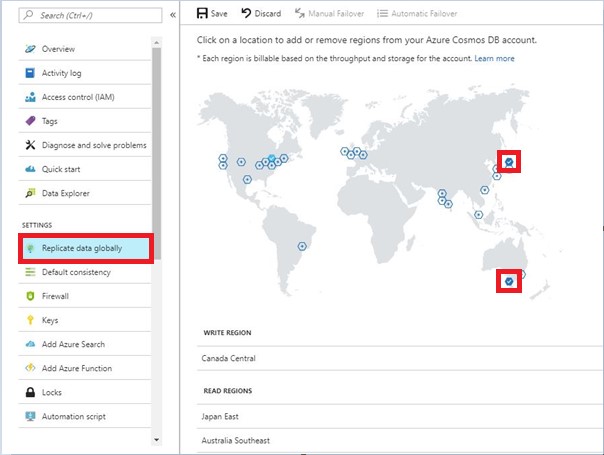 Search (Ctrl+/)
«
Overview
Activity log
Access control (IAM)
Tags
Diagnose and solve problems
Quick start
Data Explorer
SETTINGS
Replicate data globally
Default consistency
Firewall
Keys
Add Azure Search
Add Azure Function
Locks
Automation script
Save Discard Manual Failover Automatic Failover
Click on a location to add or remove regions from your Azure Cosmos DB account.
* Each region is billable based on the throughput and storage for the account. Learn more
WRITE REGION
Canada Central
READ REGIONS
Japan East
Australia Southeast